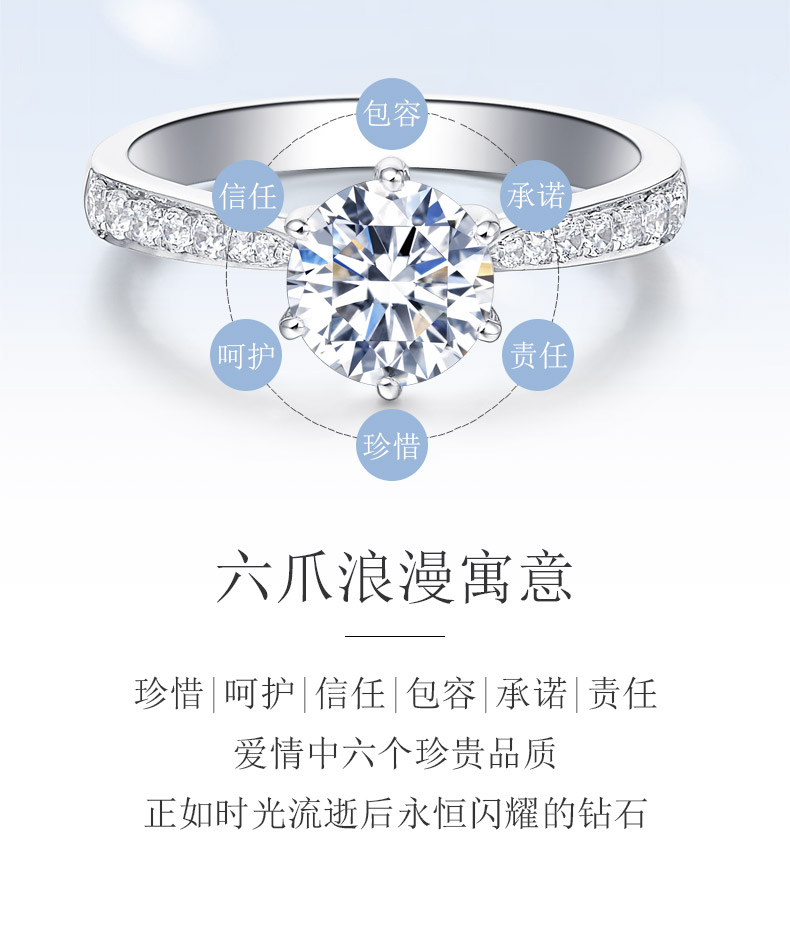 包容
信任
承诺
呵护
责任
珍惜
六爪浪漫寓意
珍惜|呵护|信任|包容|承诺|责任
爱情中六个珍贵品质
正如时光流逝后永恒闪耀的钻石